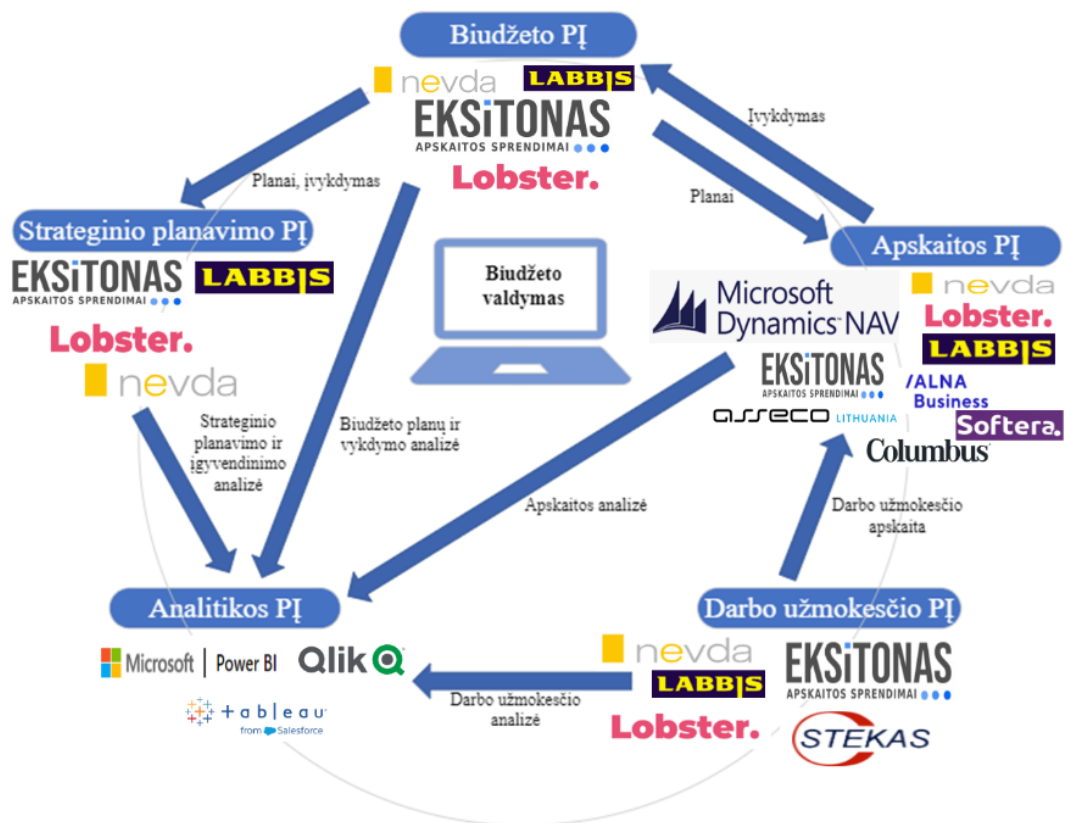 Biudžeto PĮ
nevda
LABBIS
EKSiTONAS
APSKAITOS SPRENDIMAI
Lobster.
Įvykdymas
Planai, įvykdymas
Planai
Strateginio planavimo PĮ
EKSiTONAS
APSKAITOS SPRENDIMAI
LABBIS
Lobster.
nevda
Biudžeto
valdymas
Apskaitos PĮ
nevda
Microsoft
Dynamics NAV
Lobster.
LABBIS
EKSiTONAS
APSKAITOS SPRENDIMAI
/ALNA
Business
asseco LITHUANIA
Softera.
Columbus
Strateginio
planavimo ir
įgyvendinimo
analizė
Biudžeto planų ir
vykdymo analizė
Apskaitos analizė
Darbo užmokesčio
apskaita
Analitikos PĮ
Microsoft | Power BI
Qlik
+ableau
from Salesforce
Darbo užmokesčio
analizė
Darbo užmokesčio PĮ
nevda
LABBIS
Lobster.
EKSiTONAS
APSKAITOS SPRENDIMAI
STEKAS